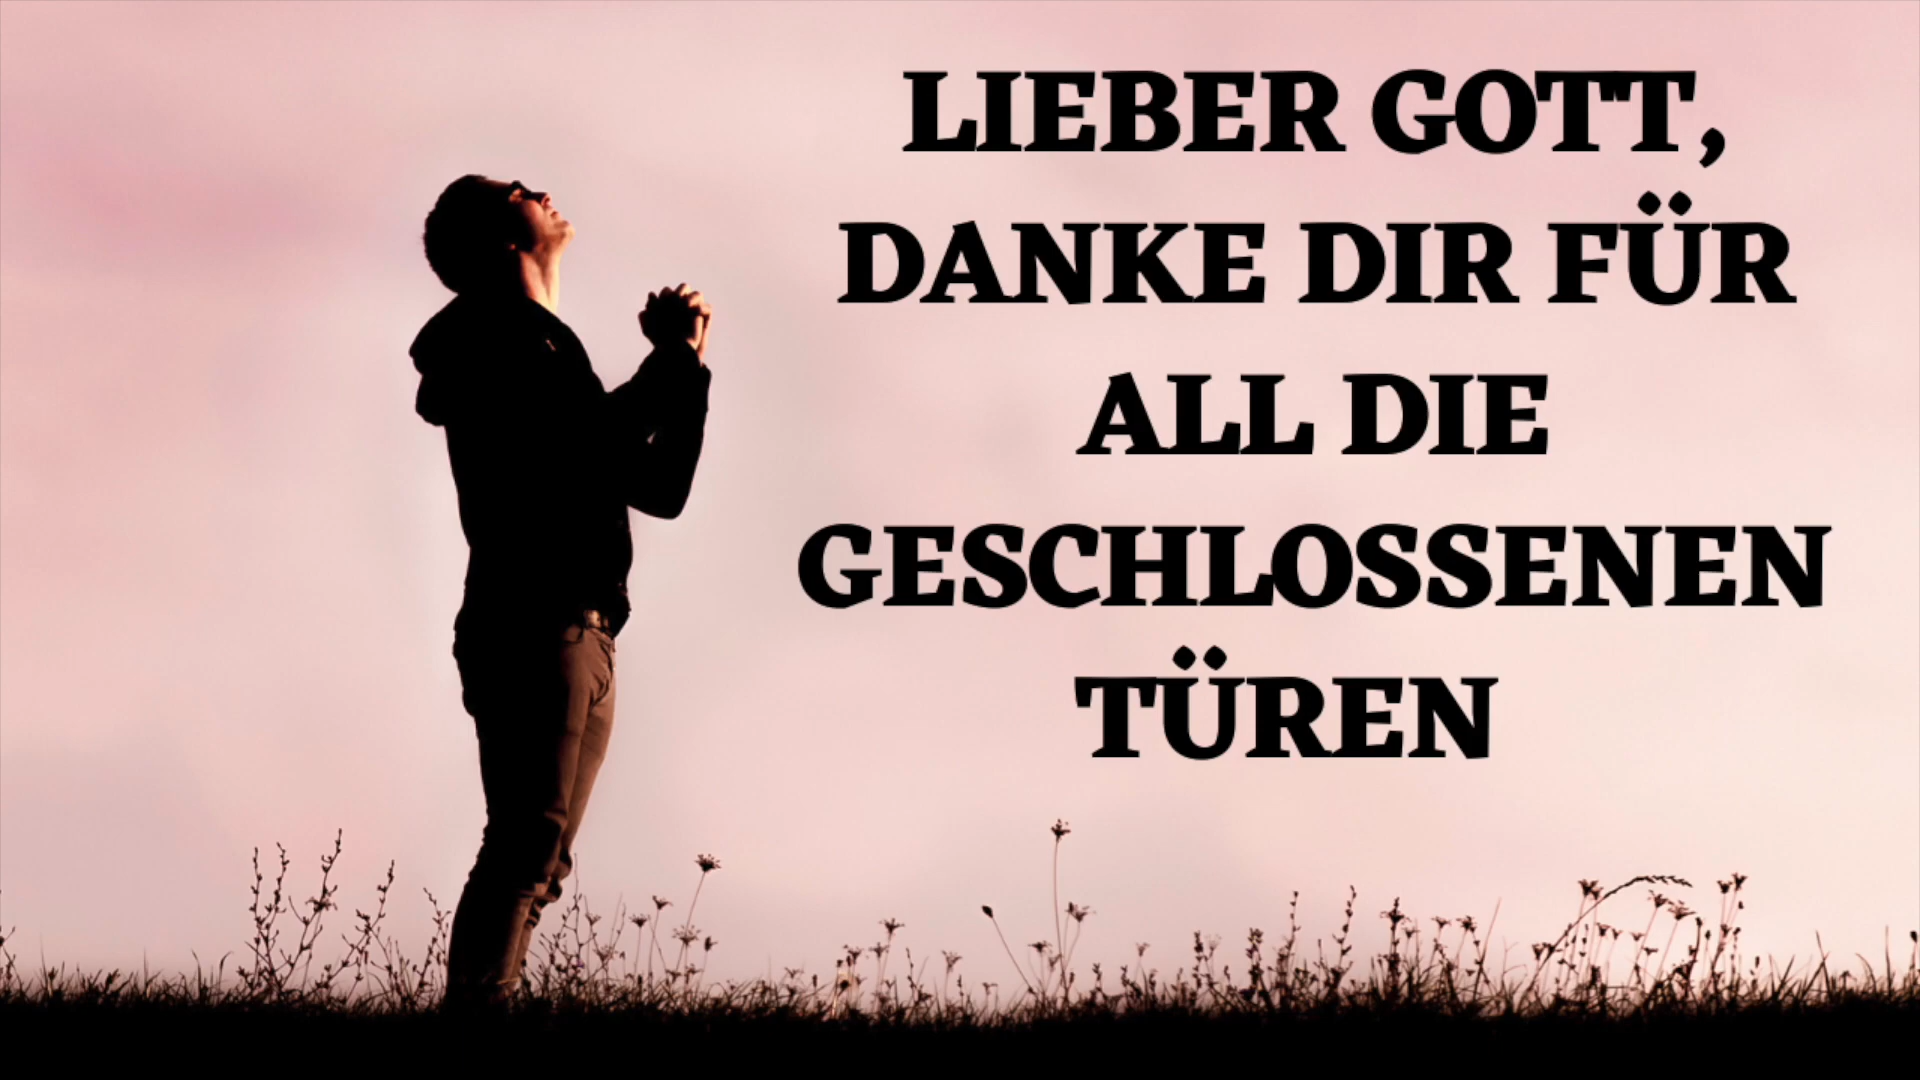 LIEBER GOTT,
DANKE DIR FÜR
ALL DIE
GESCHLOSSENEN
TÜREN